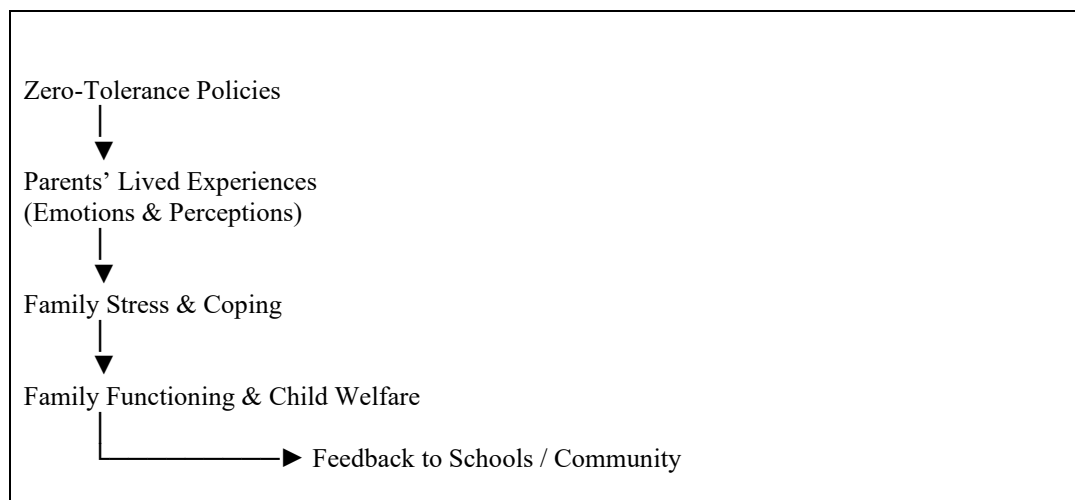 Zero-Tolerance Policies
Parents’ Lived Experiences
(Emotions & Perceptions)
Family Stress & Coping
Family Functioning & Child Welfare
Feedback to Schools / Community